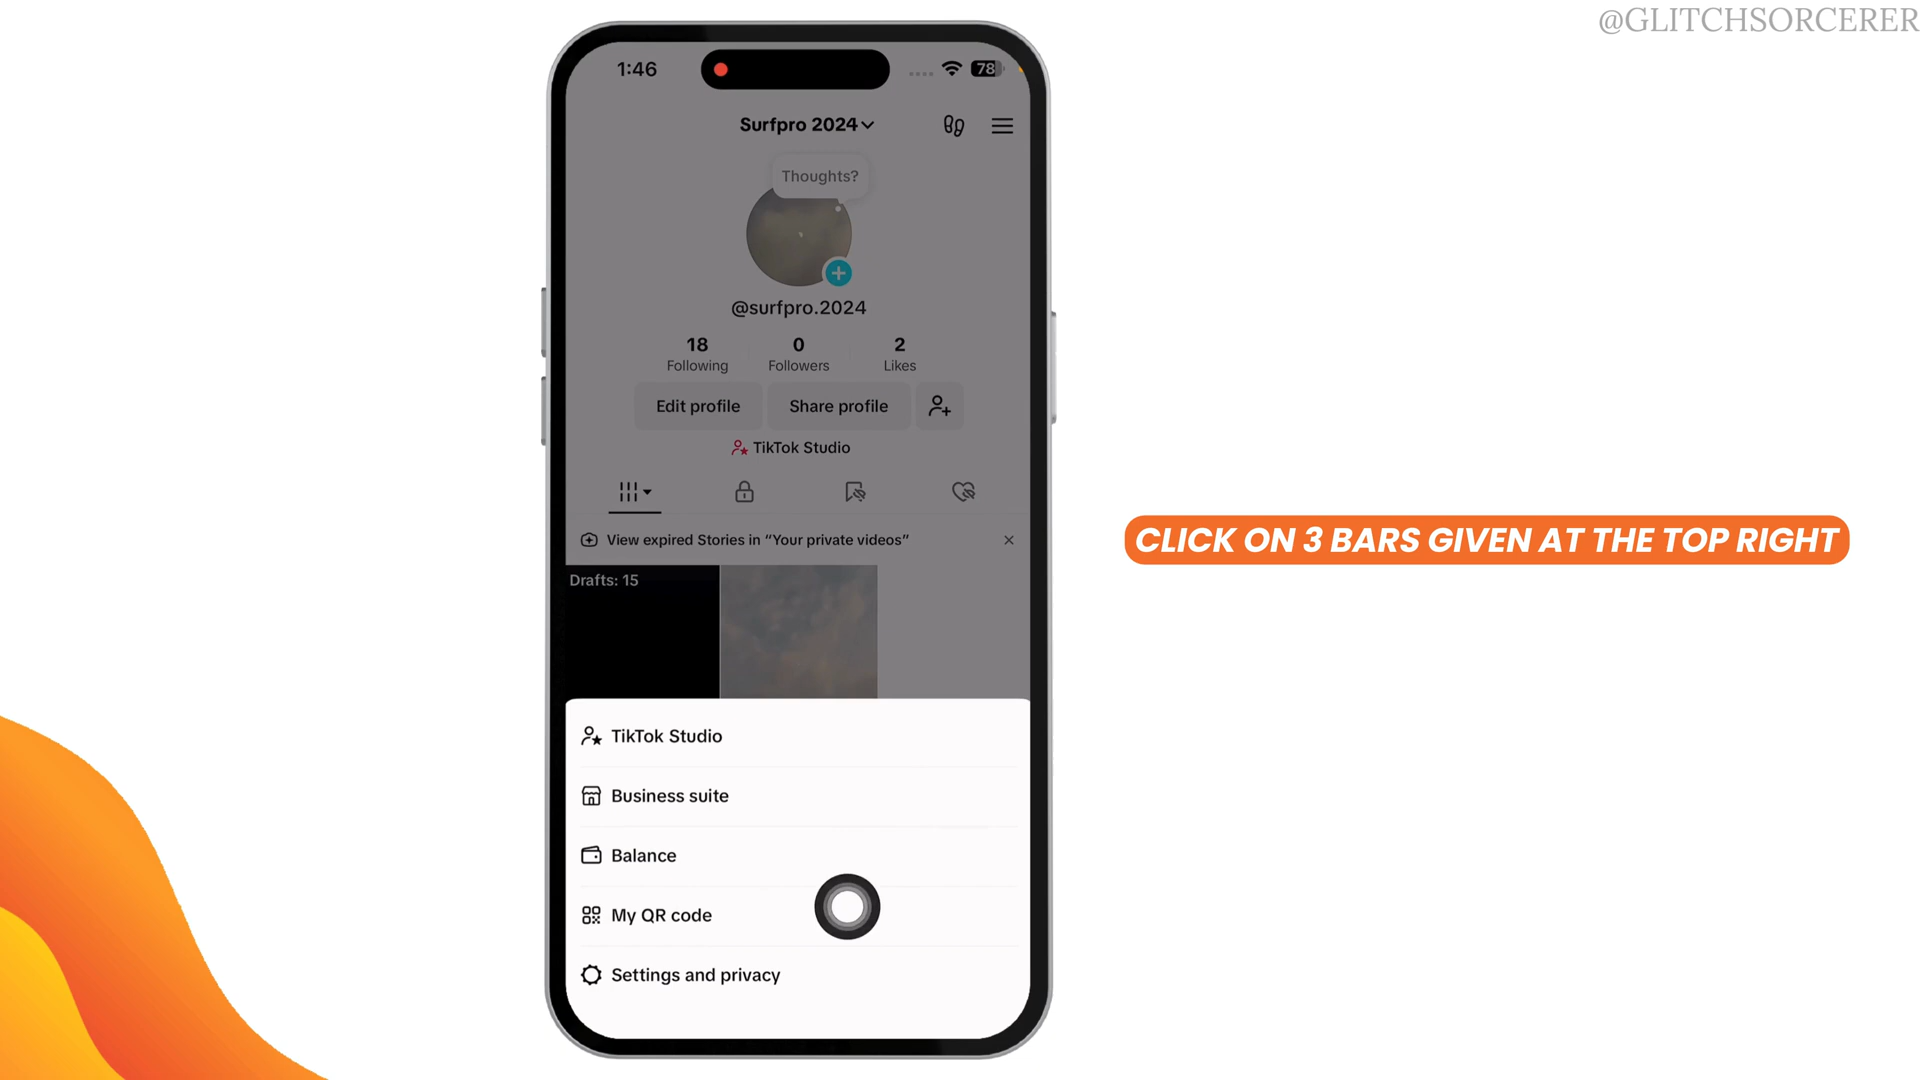 @GLITCHSORCERER
1:46
78
Surfpro 2024
Thoughts?
@surfpro.2024
18 0 2
Following Followers Likes
Edit profile Share profile
TikTok Studio
View expired Stories in “Your private videos”
Drafts: 15
CLICK ON 3 BARS GIVEN AT THE TOP RIGHT
TikTok Studio
Business suite
Balance
My QR code
Settings and privacy